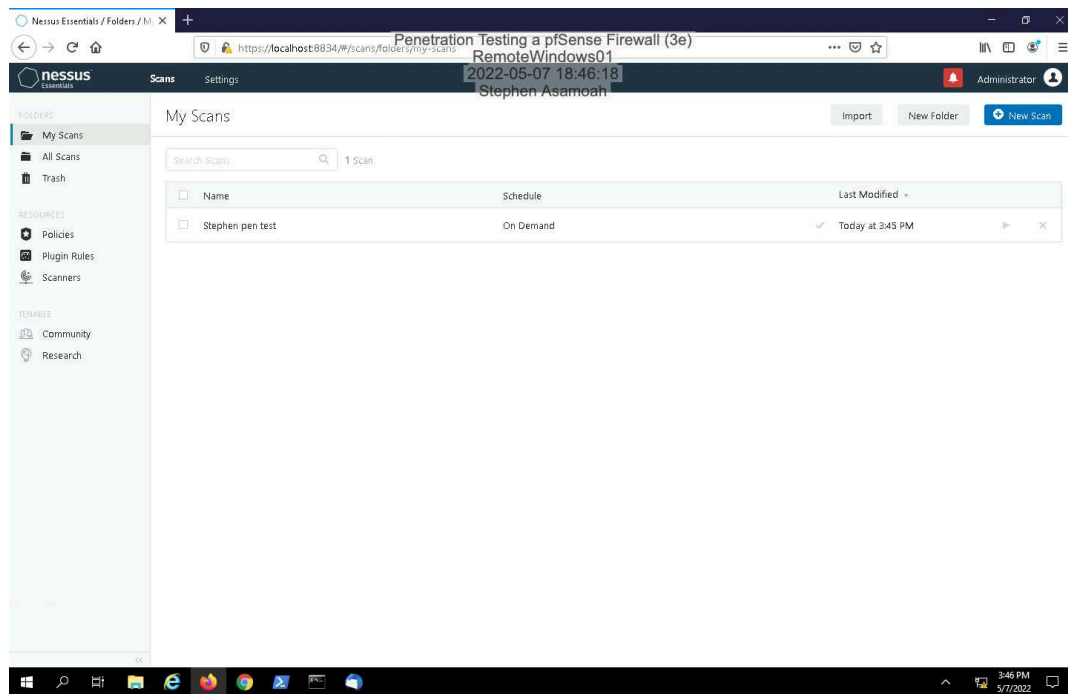 Nessus Essentials / Folders / M
https://localhost:8834/#/scans/folders/my-scans
Penetration Testing a pfSense Firewall (3e)
RemoteWindows01
2022-05-07 18:46:18
Stephen Asamoah
nessus
Essentials
Scans
Settings
Administrator
FOLDERS
My Scans
All Scans
Trash
RESOURCES
Policies
Plugin Rules
Scanners
TENABLE
Community
Research
My Scans
Import
New Folder
New Scan
Search Scans
1 Scan
Name
Schedule
Last Modified
Stephen pen test
On Demand
Today at 3:45 PM
3:46 PM
5/7/2022